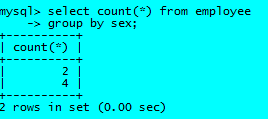 mysql> select count(*) from employee
    -> group by sex;
+----------+
| count(*) |
+----------+
|        2 |
|        4 |
+----------+
2 rows in set (0.00 sec)